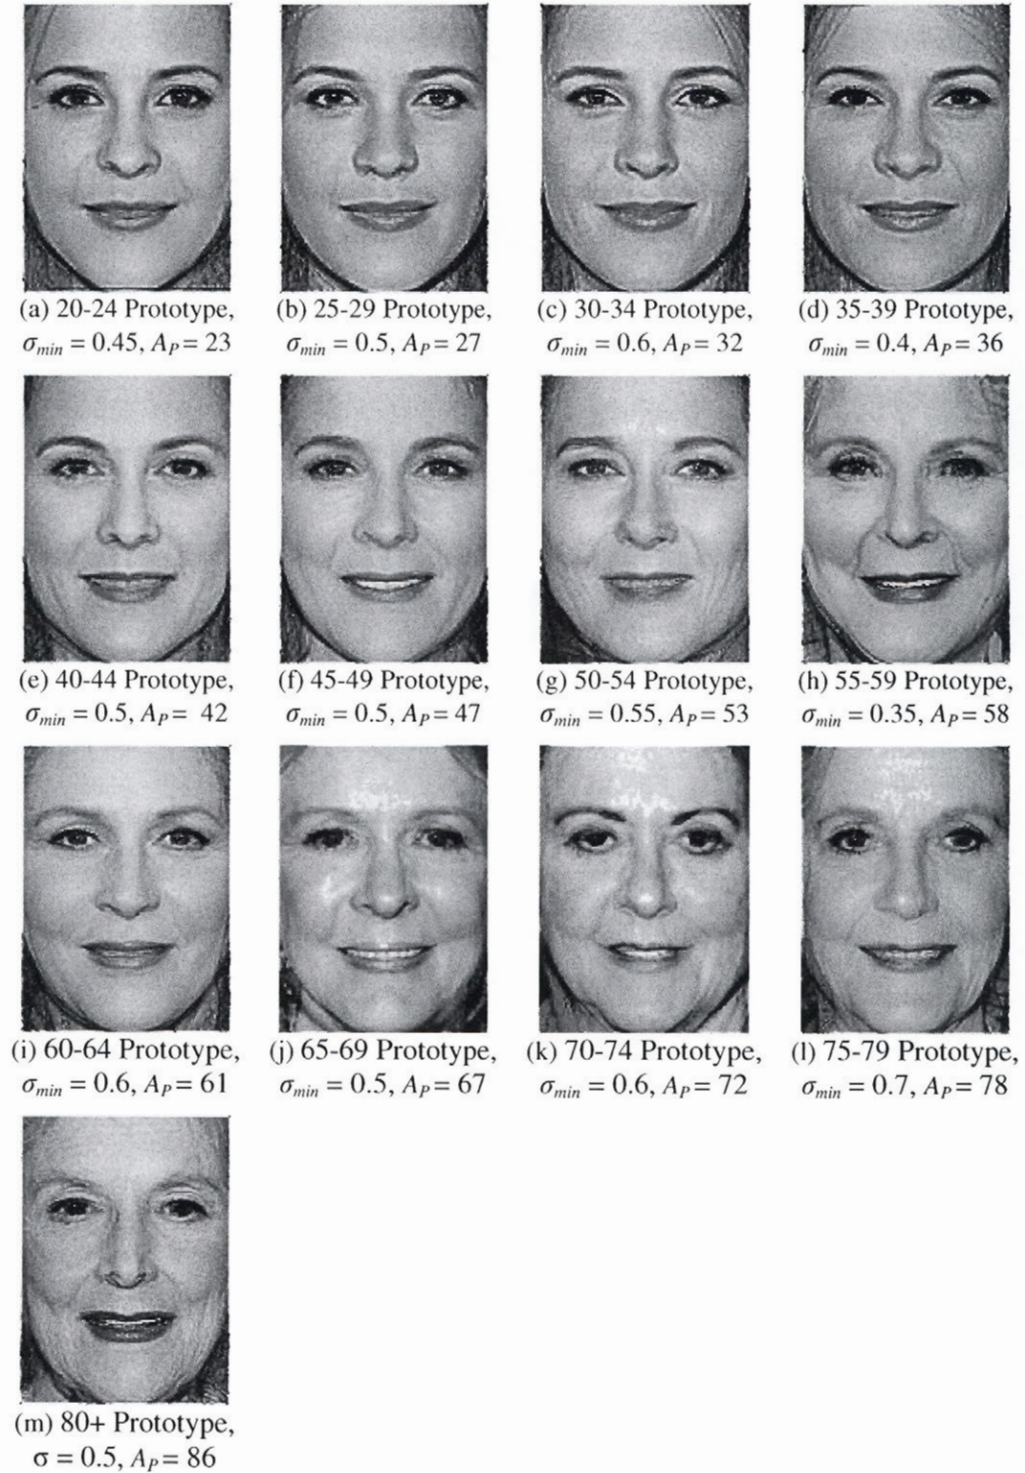 (a) 20-24 Prototype,
σmin = 0.45, AP = 23
(b) 25-29 Prototype,
σmin = 0.5, AP = 27
(c) 30-34 Prototype,
σmin = 0.6, AP = 32
(d) 35-39 Prototype,
σmin = 0.4, AP = 36
(e) 40-44 Prototype,
σmin = 0.5, AP = 42
(f) 45-49 Prototype,
σmin = 0.5, AP = 47
(g) 50-54 Prototype,
σmin = 0.55, AP = 53
(h) 55-59 Prototype,
σmin = 0.35, AP = 58
(i) 60-64 Prototype,
σmin = 0.6, AP = 61
(j) 65-69 Prototype,
σmin = 0.5, AP = 67
(k) 70-74 Prototype,
σmin = 0.6, AP = 72
(l) 75-79 Prototype,
σmin = 0.7, AP = 78
(m) 80+ Prototype,
σ = 0.5, AP = 86